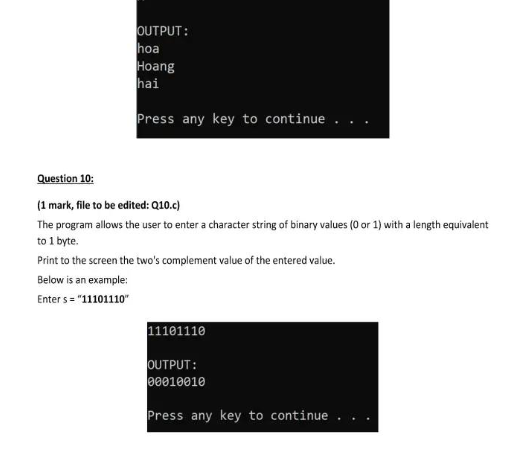 OUTPUT:
hoa
Hoang
hai
Press any key to continue . . .
Question 10:
(1 mark, file to be edited: Q10.c)
The program allows the user to enter a character string of binary values (0 or 1) with a length equivalent
to 1 byte.
Print to the screen the two's complement value of the entered value.
Below is an example:
Enter s = "11101110"
11101110
OUTPUT:
00010010
Press any key to continue . . .